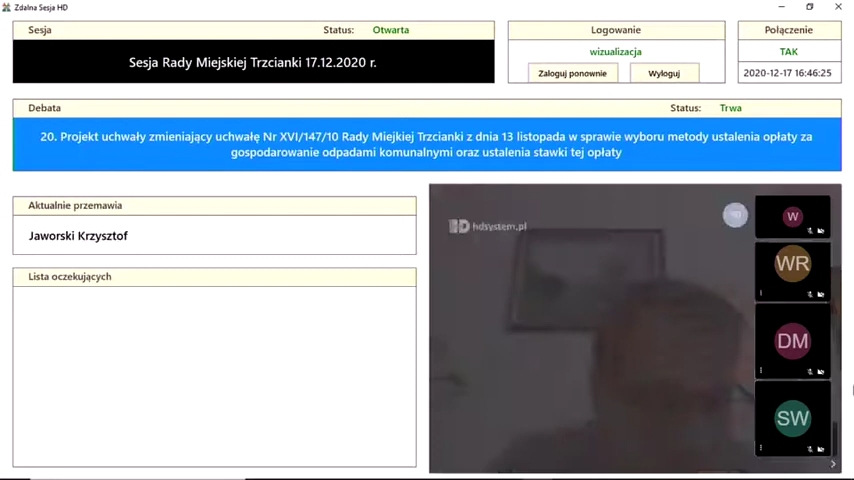 Zdalna Sesja HD
Sesja
Status:
Otwarta
Sesja Rady Miejskiej Trzcianki 17.12.2020 r.
Logowanie
wizualizacja
Zaloguj ponownie
Wyloguj
Połączenie
TAK
2020-12-17 16:46:25
Debata
Status:
Trwa
20. Projekt uchwały zmieniający uchwałę Nr XVI/147/10 Rady Miejkiej Trzcianki z dnia 13 listopada w sprawie wyboru metody ustalenia opłaty za
gospodarowanie odpadami komunalnymi oraz ustalenia stawki tej opłaty
Aktualnie przemawia
Jaworski Krzysztof
Lista oczekujących
HD hdsystem.pl
W
WR
DM
SW